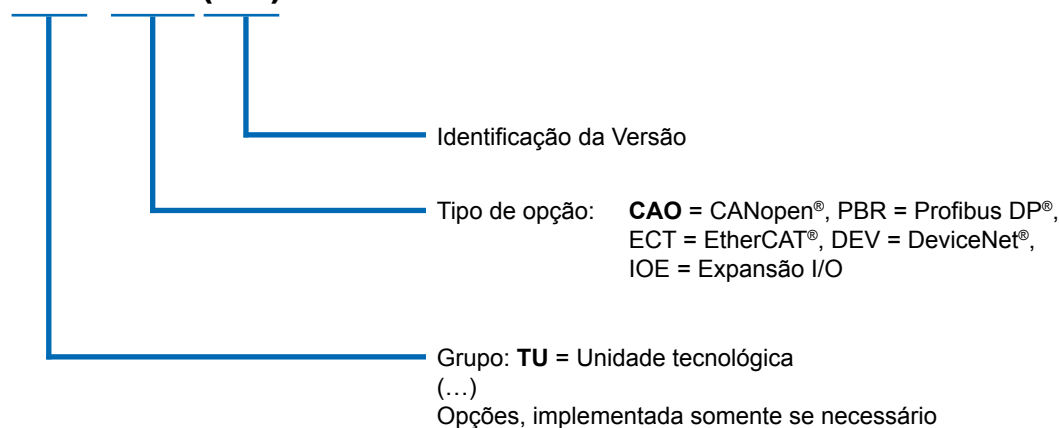 Identificação da Versão
Tipo de opção: CAO = CANopen®, PBR = Profibus DP®,
ECT = EtherCAT®, DEV = DeviceNet®,
IOE = Expansão I/O
Grupo: TU = Unidade tecnológica
(…)
Opções, implementada somente se necessário